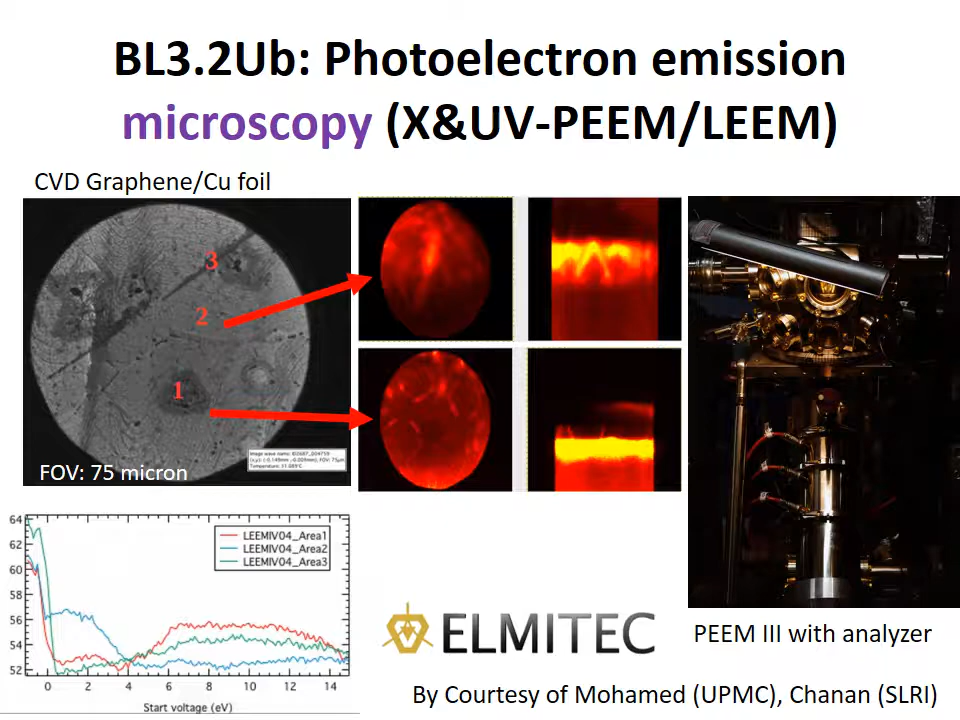 BL3.2Ub: Photoelectron emission
microscopy (X&UV-PEEM/LEEM)
CVD Graphene/Cu foil
3
2
1
FOV: 75 micron
FOV: 75µm
64
62
60
58
56
54
52
0 2 4 6 8 10 12 14
Start voltage (eV)
LEEMIV04_Area1
LEEMIV04_Area2
LEEMIV04_Area3
ELMITEC
PEEM III with analyzer
By Courtesy of Mohamed (UPMC), Chanan (SLRI)